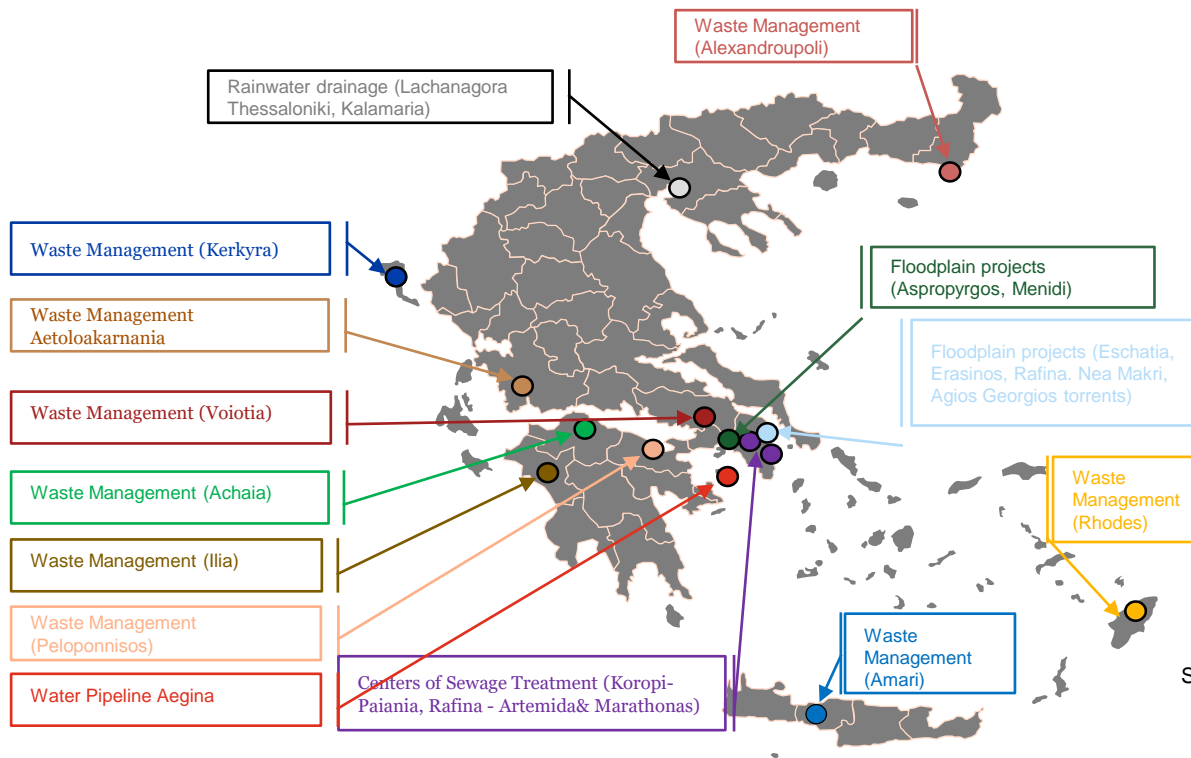 Waste Management
(Alexandroupoli)
Rainwater drainage (Lachanagora
Thessaloniki, Kalamaria)
Waste Management (Kerkyra)
Floodplain projects
(Aspropyrgos, Menidi)
Waste Management
Aetoloakarnania
Floodplain projects (Eschatia,
Erasinos, Rafina. Nea Makri,
Agios Georgios torrents)
Waste Management (Voiotia)
Waste Management (Achaia)
Waste
Management
(Rhodes)
Waste Management (Ilia)
Waste Management
(Peloponnisos)
Waste
Management
(Amari)
Water Pipeline Aegina
Centers of Sewage Treatment (Koropi-
Paiania, Rafina - Artemida& Marathonas)
S